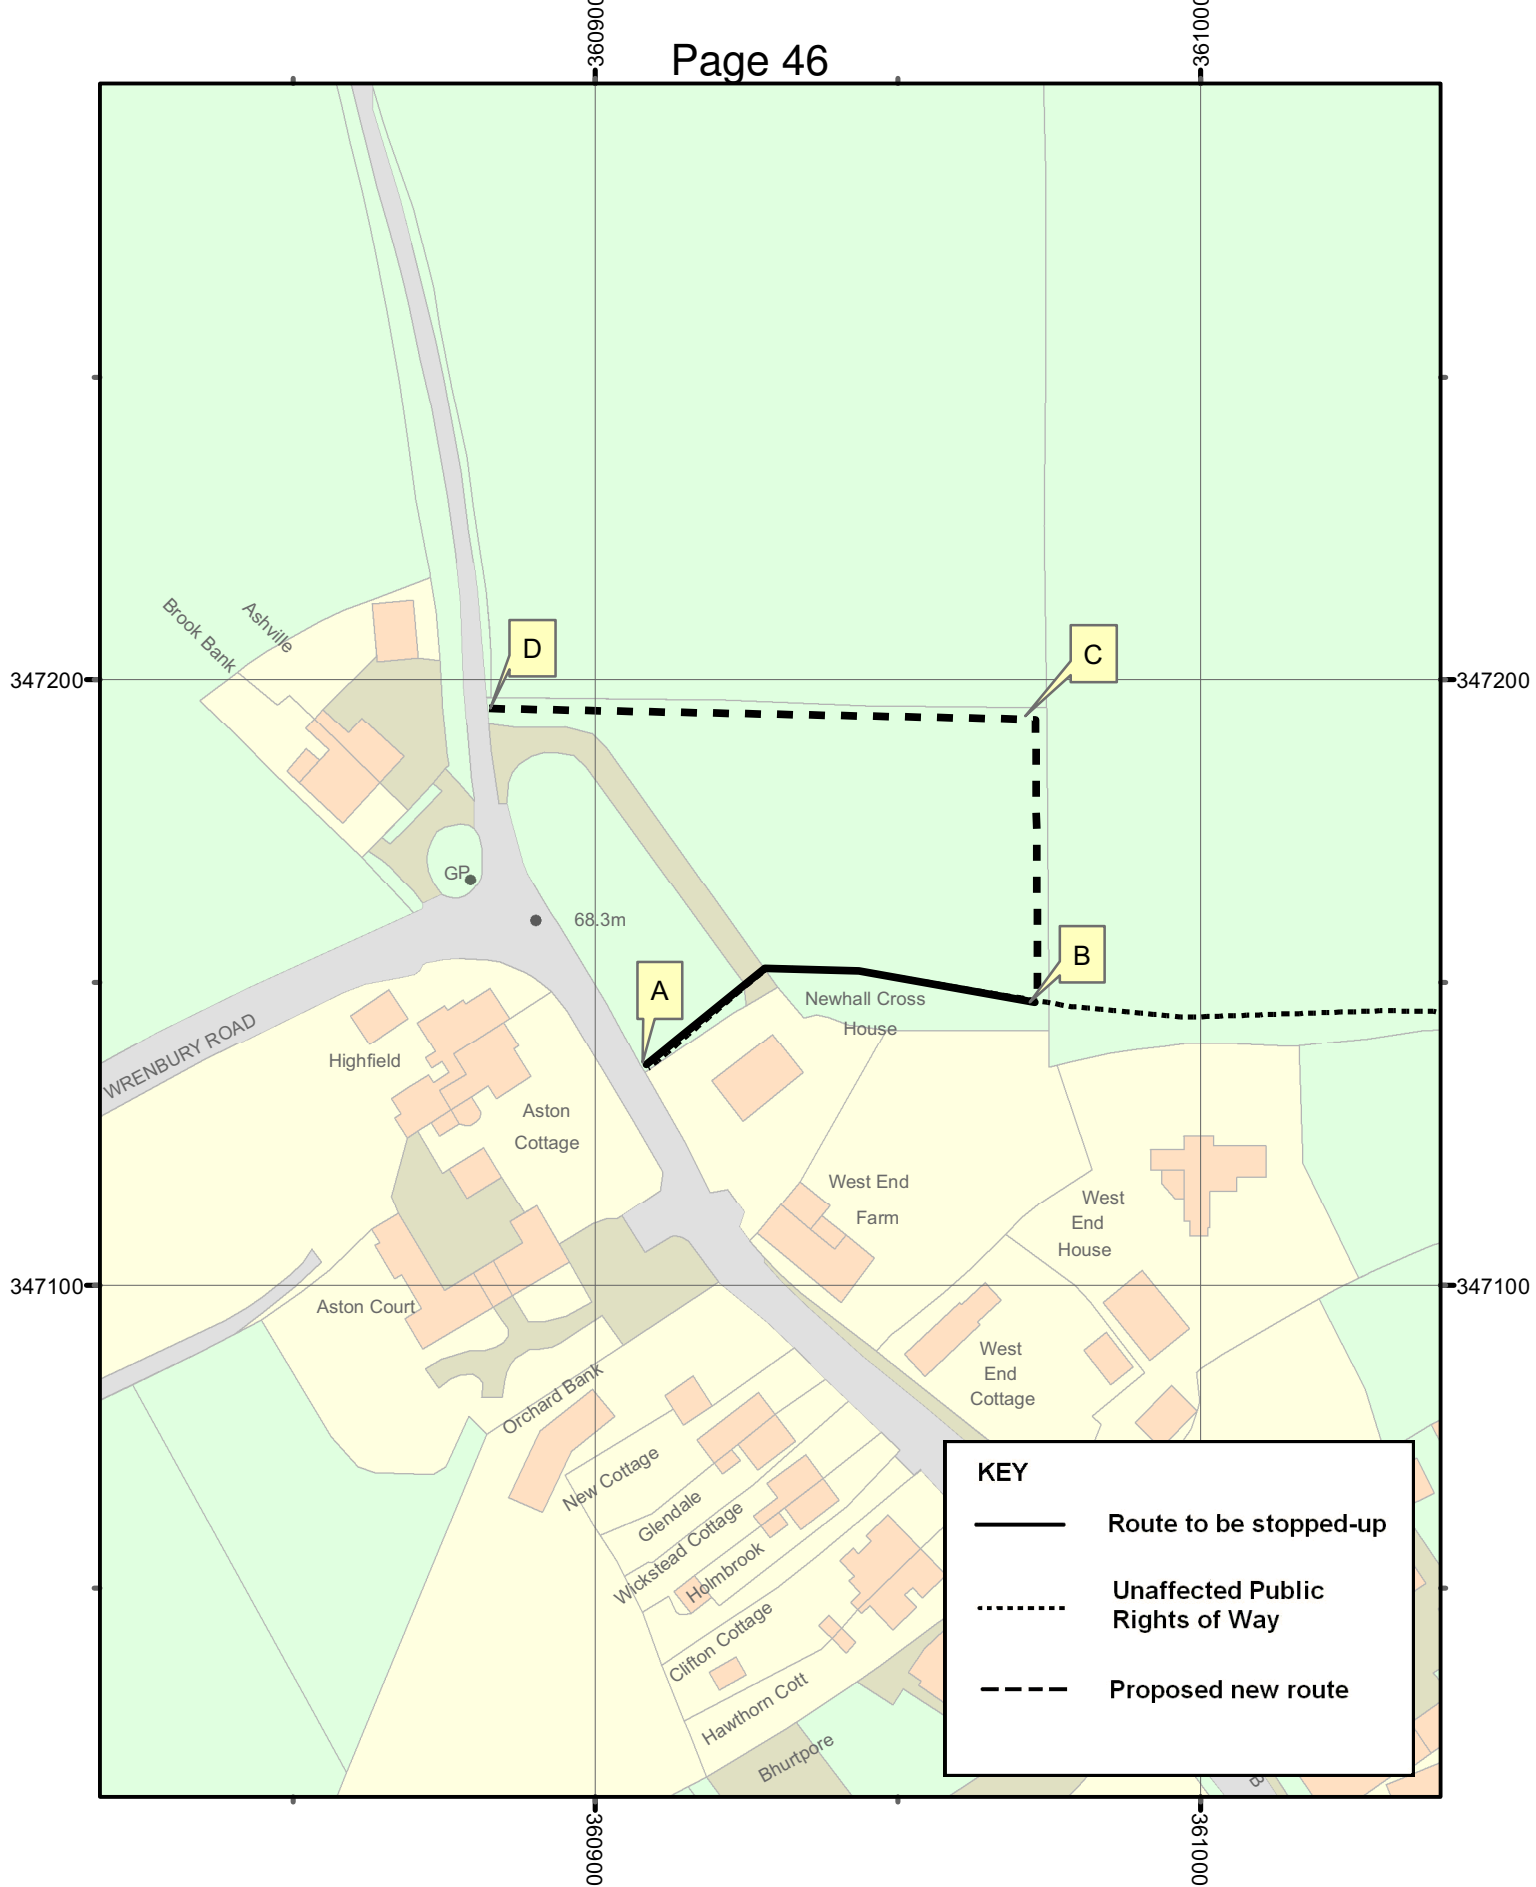 360900
361000
Page 46
Ashville
Brook Bank
D
C
347200
347200
GP
68.3m
B
A
Newhall Cross
House
WRENBURY ROAD
Highfield
Aston
Cottage
West End
Farm
West
End
House
347100
347100
Aston Court
West
End
Cottage
Orchard Bank
New Cottage
Glendale
Wickstead Cottage
Holmbrook
Clifton Cottage
Hawthorn Cott
Bhurtpore
KEY
Route to be stopped-up
Unaffected Public
Rights of Way
Proposed new route
B
360900
361000